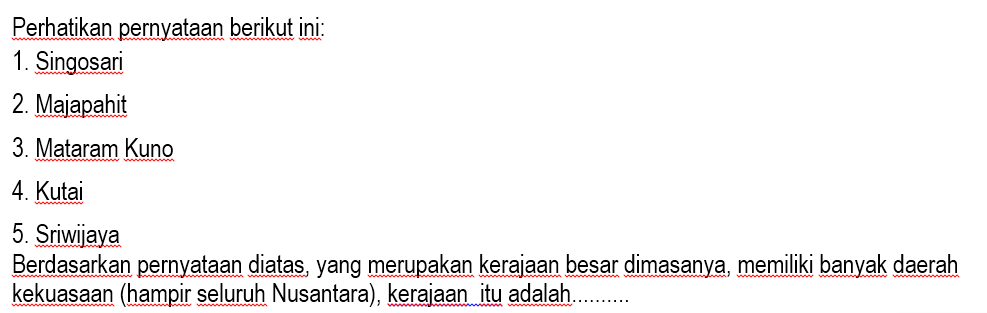 Perhatikan pernyataan berikut ini:
1. Singosari
2. Majapahit
3. Mataram Kuno
4. Kutai
5. Sriwijaya
Berdasarkan pernyataan diatas, yang merupakan kerajaan besar dimasanya, memiliki banyak daerah
kekuasaan (hampir seluruh Nusantara), kerajaan  itu adalah..........